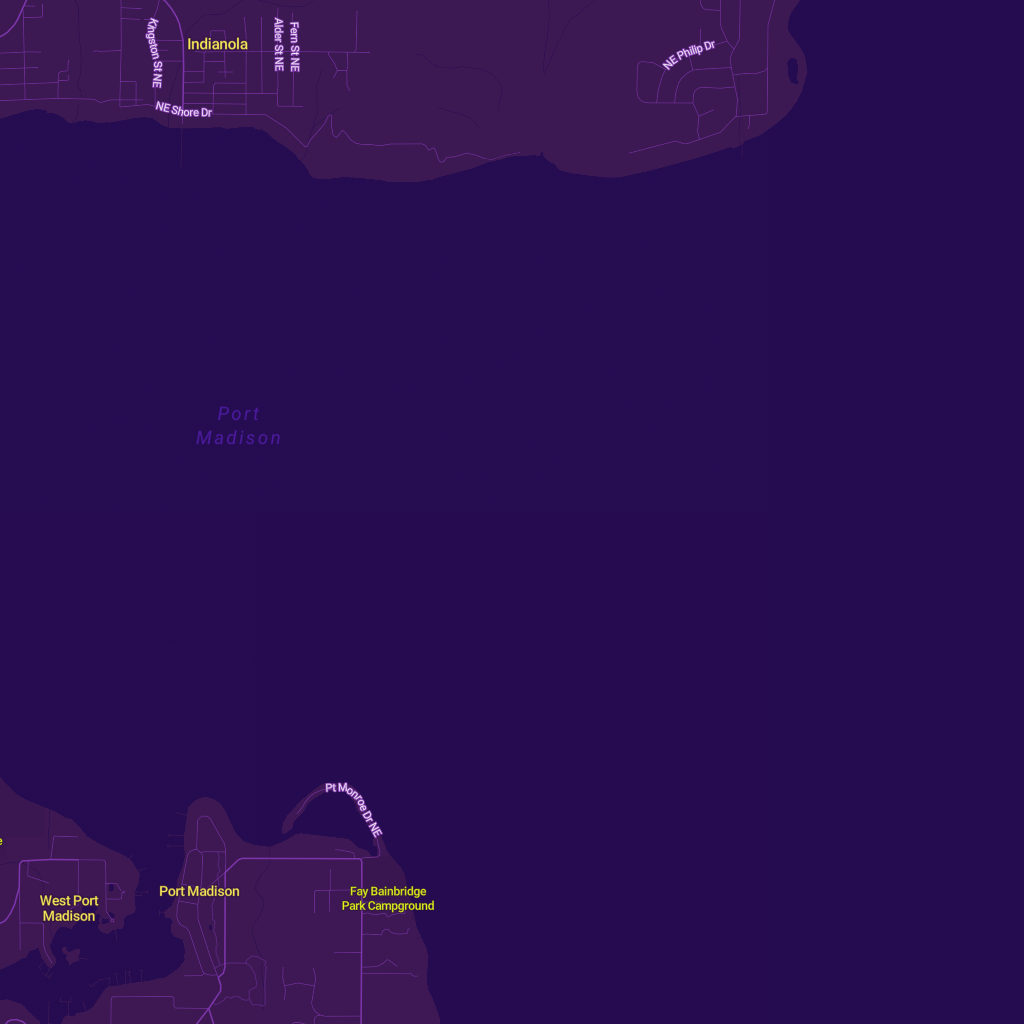 Kingston St NE
Indianola
Alder St NE
Fern St NE
NE Philip Dr
NE Shore Dr
Port
Madison
Pt Monroe Dr NE
e
West Port
Madison
Port Madison
Fay Bainbridge
Park Campground